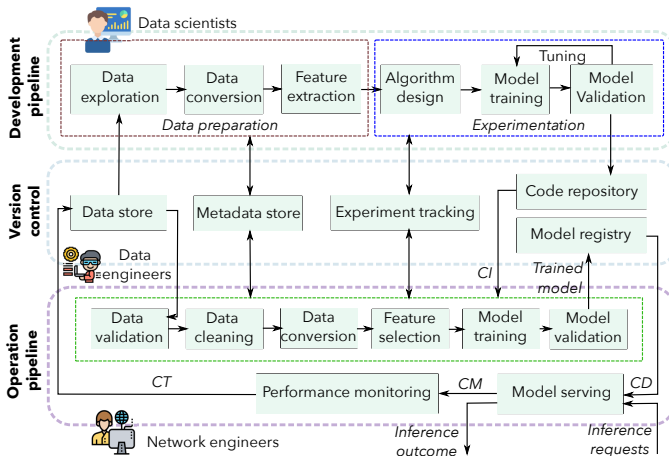 Data scientists
Development
pipeline
Data
exploration
Data
conversion
Feature
extraction
Algorithm
design
Model
training
Tuning
Model
Validation
Data preparation
Experimentation
Version
control
Data store
Metadata store
Experiment tracking
Code repository
Model registry
Data
engineers
CI
Trained
model
Operation
pipeline
Data
validation
Data
cleaning
Data
conversion
Feature
selection
Model
training
Model
validation
CT
Performance monitoring
CM
Model serving
CD
Network engineers
Inference
outcome
Inference
requests